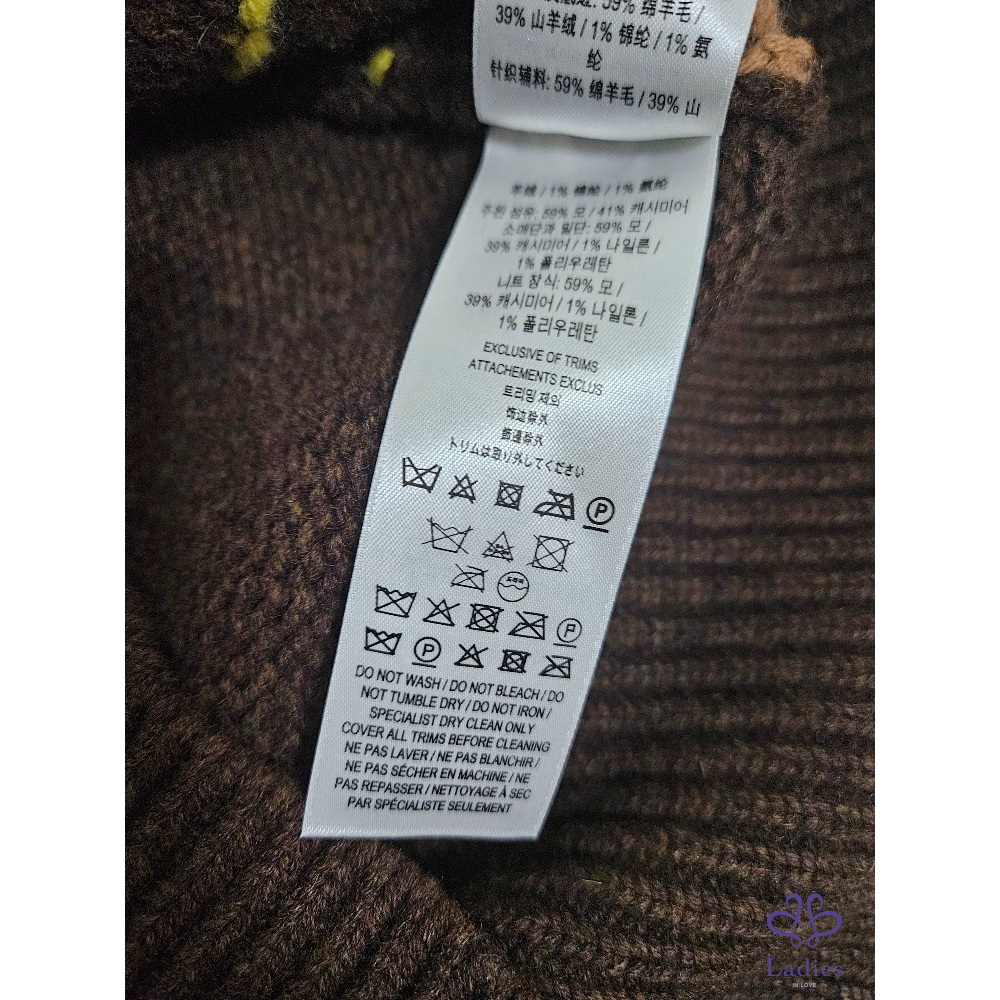 59% 绵羊毛 /
39% 山羊绒 / 1% 锦纶 / 1% 氨
纶
针织辅料: 59% 绵羊毛 / 39% 山
羊绒 / 1% 锦纶 / 1% 氨纶
주된 섬유: 59% 모 / 41% 캐시미어
소매단과 밑단: 59% 모 /
39% 캐시미어 / 1% 나일론 /
1% 폴리우레탄
니트 장식: 59% 모 /
39% 캐시미어 / 1% 나일론 /
1% 폴리우레탄
EXCLUSIVE OF TRIMS
ATTACHEMENTS EXCLUS
트리밍 제외
饰边除外
飾邊除外
トリムは取り外してください
P
P
P
DO NOT WASH / DO NOT BLEACH / DO
NOT TUMBLE DRY / DO NOT IRON /
SPECIALIST DRY CLEAN ONLY
COVER ALL TRIMS BEFORE CLEANING
NE PAS LAVER / NE PAS BLANCHIR /
NE PAS SÉCHER EN MACHINE / NE
PAS REPASSER / NETTOYAGE À SEC
PAR SPÉCIALISTE SEULEMENT
Ladies
IN LOVE